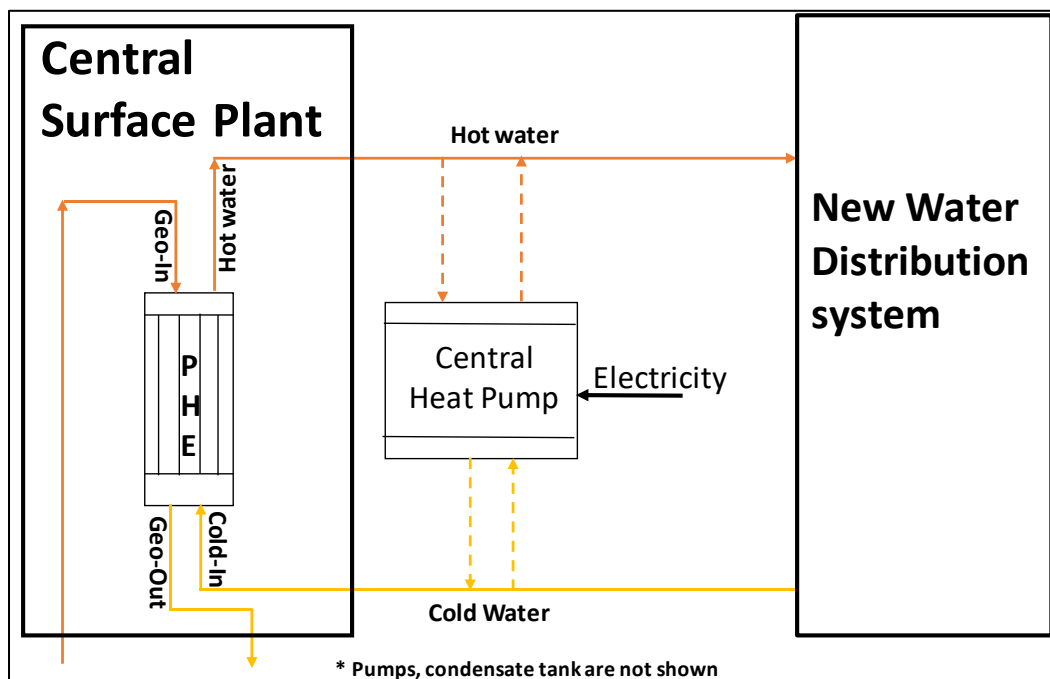 Central
Surface Plant
Hot water
Geo-In
Hot water
P
H
E
Geo-Out
Cold-In
Central
Heat Pump
Electricity
New Water
Distribution
system
Cold Water
* Pumps, condensate tank are not shown